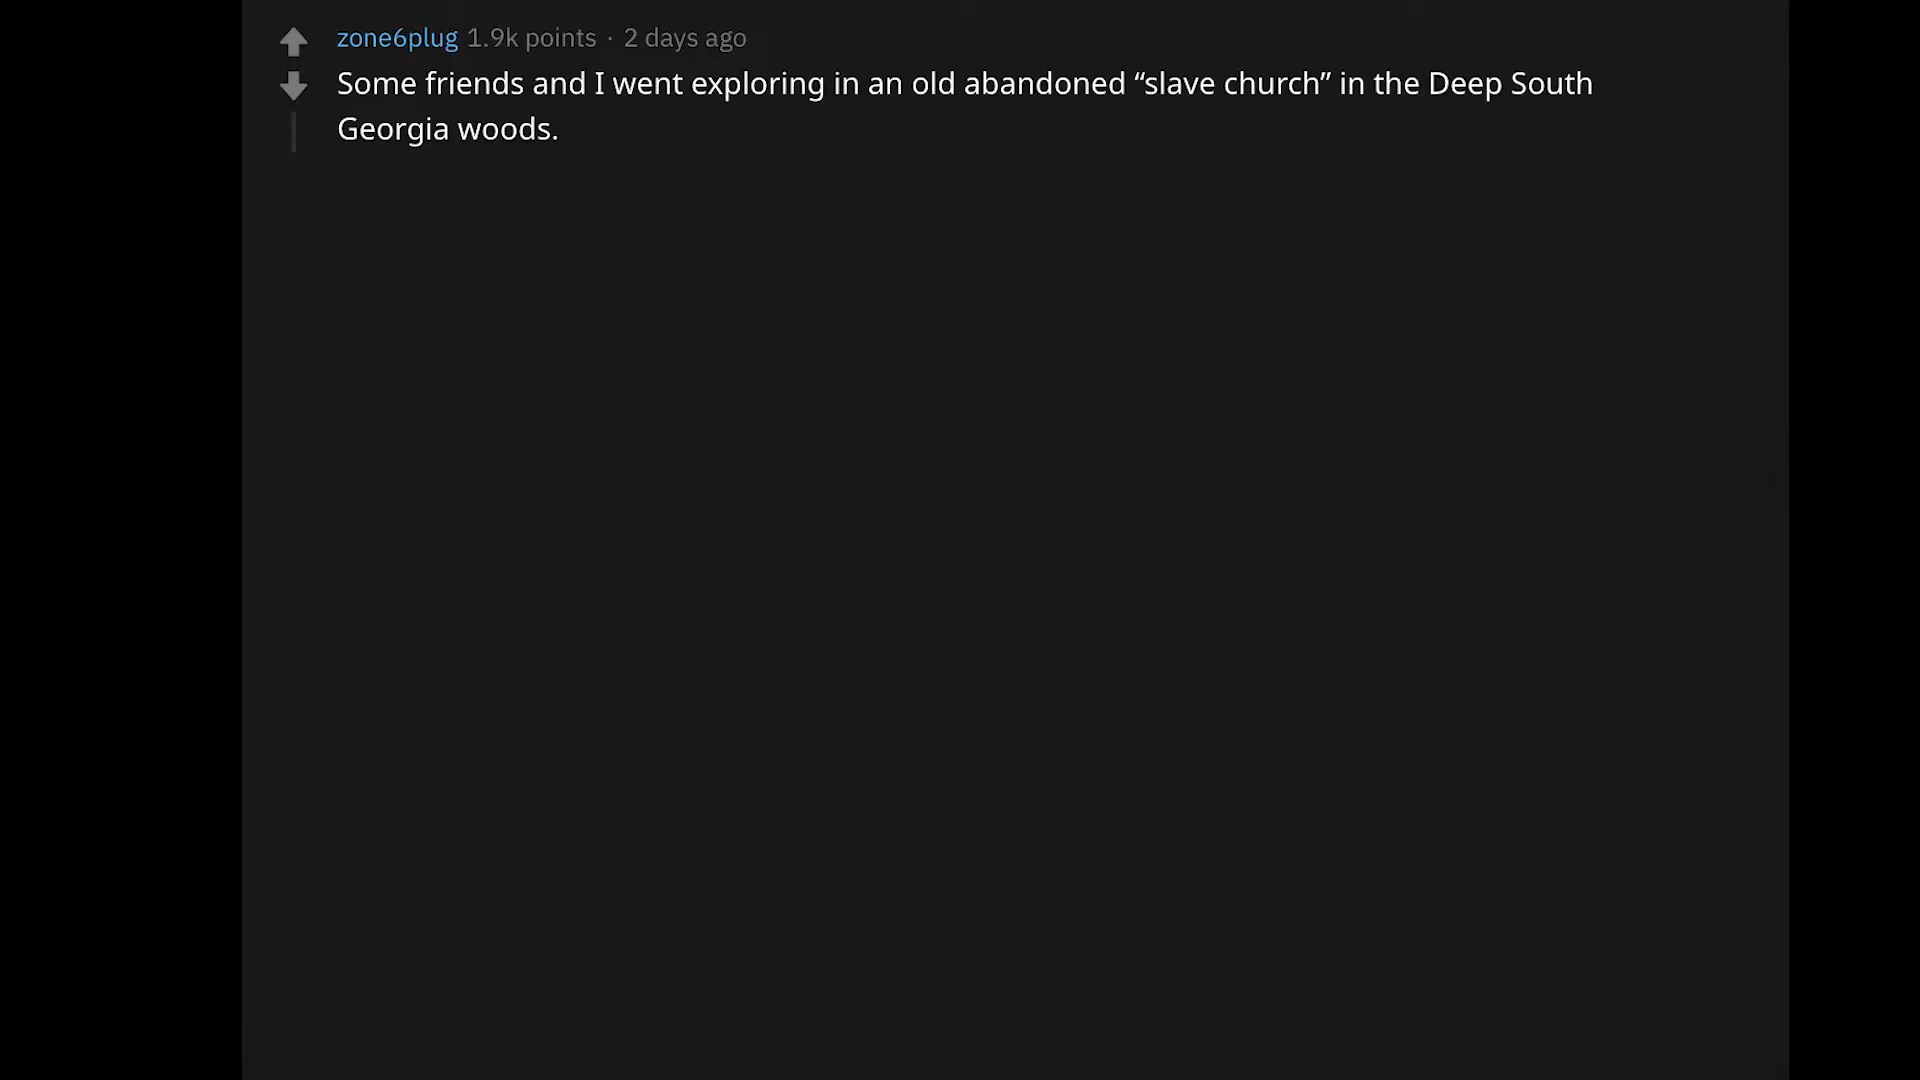 zone6plug 1.9k points · 2 days ago
Some friends and I went exploring in an old abandoned “slave church” in the Deep South
Georgia woods.